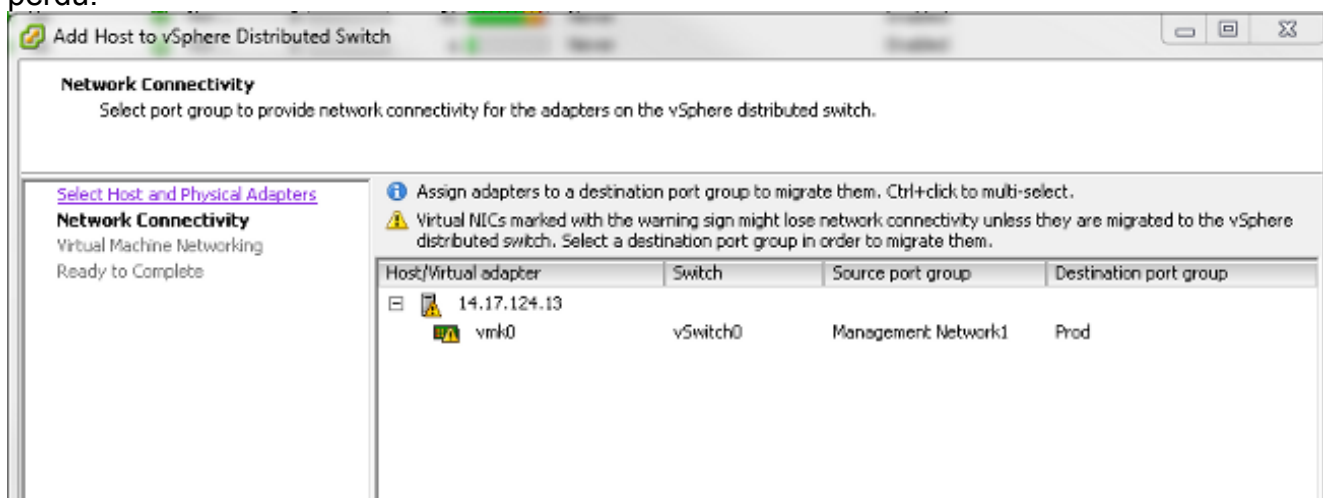 perdu.
Add Host to vSphere Distributed Switch
Network Connectivity
Select port group to provide network connectivity for the adapters on the vSphere distributed switch.
Select Host and Physical Adapters
Network Connectivity
Virtual Machine Networking
Ready to Complete
Assign adapters to a destination port group to migrate them. Ctrl+click to multi-select.
Virtual NICs marked with the warning sign might lose network connectivity unless they are migrated to the vSphere
distributed switch. Select a destination port group in order to migrate them.
Host/Virtual adapter Switch Source port group Destination port group
14.17.124.13
vmk0 vSwitch0 Management Network1 Prod